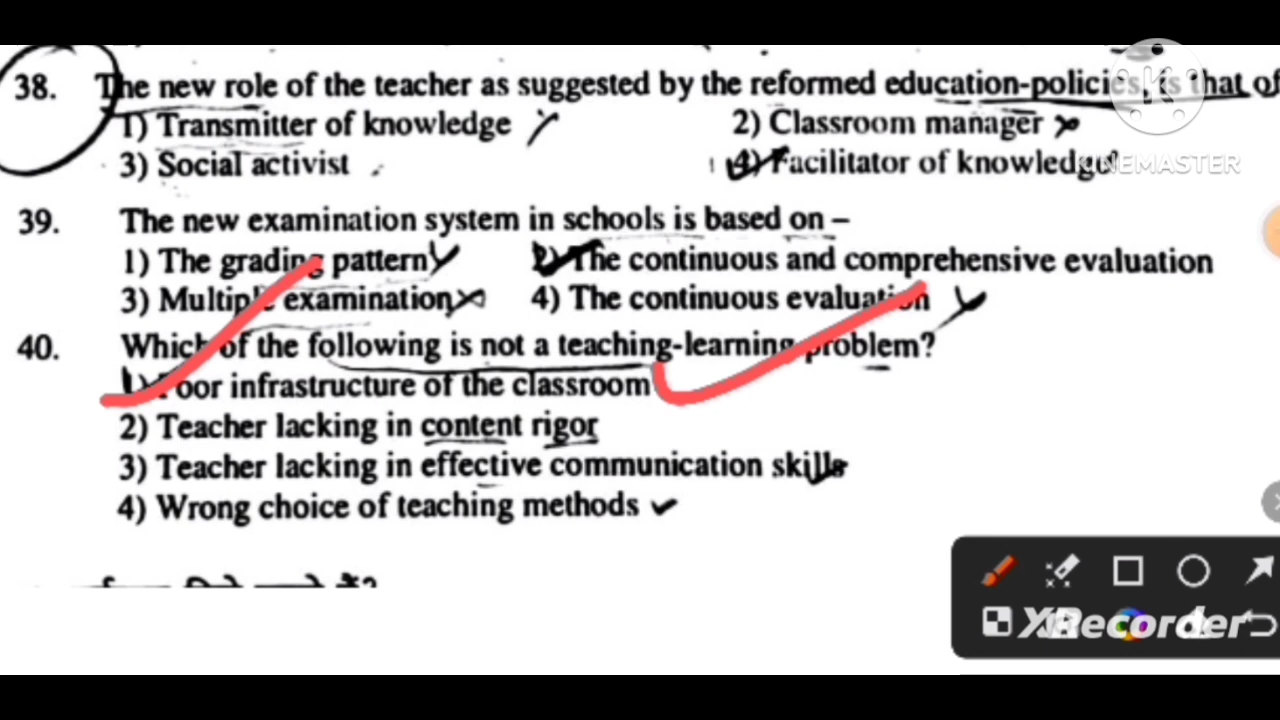 38. The new role of the teacher as suggested by the reformed education-policies, is that of
1) Transmitter of knowledge 2) Classroom manager
3) Social activist 4) Facilitator of knowledge
KINEMASTER
39. The new examination system in schools is based on –
1) The grading pattern 2) The continuous and comprehensive evaluation
3) Multiple examination 4) The continuous evaluation
40. Which of the following is not a teaching-learning problem?
1) Poor infrastructure of the classroom
2) Teacher lacking in content rigor
3) Teacher lacking in effective communication skills
4) Wrong choice of teaching methods
XRecorder